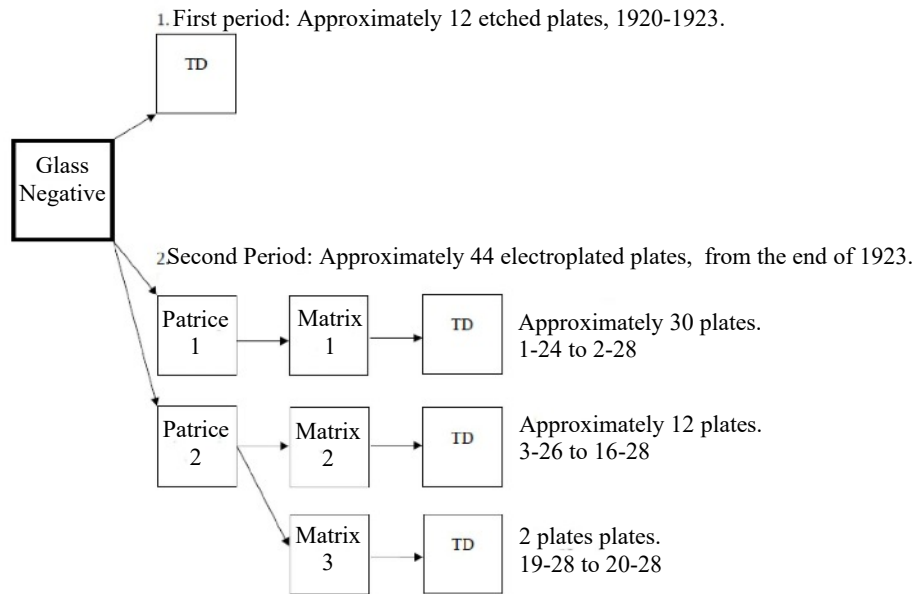 1. First period: Approximately 12 etched plates, 1920-1923.
TD
Glass
Negative
2.Second Period: Approximately 44 electroplated plates, from the end of 1923.
Patrice
1
Matrix
1
TD
Approximately 30 plates.
1-24 to 2-28
Patrice
2
Matrix
2
TD
Approximately 12 plates.
3-26 to 16-28
Matrix
3
TD
2 plates plates.
19-28 to 20-28